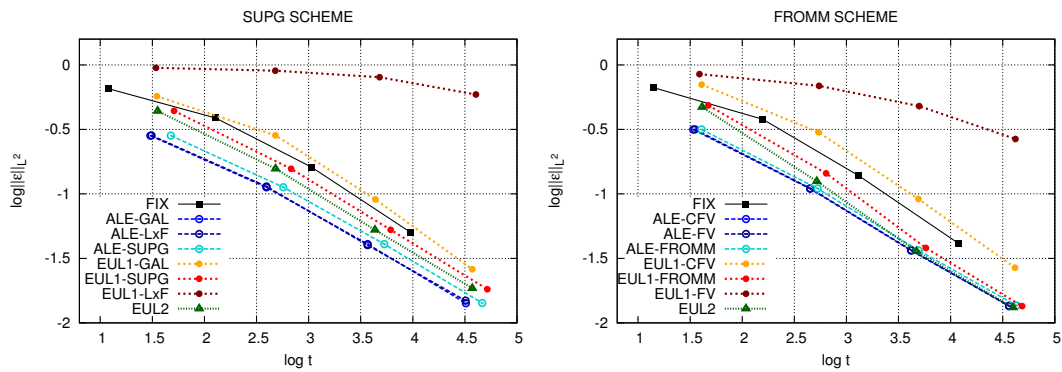 SUPG SCHEME
0
-0.5
-1
-1.5
-2
log||ε||L²
FIX
ALE-GAL
ALE-LxF
ALE-SUPG
EUL1-GAL
EUL1-SUPG
EUL1-LxF
EUL2
1 1.5 2 2.5 3 3.5 4 4.5 5
log t
FROMM SCHEME
0
-0.5
-1
-1.5
-2
log||ε||L²
FIX
ALE-CFV
ALE-FV
ALE-FROMM
EUL1-CFV
EUL1-FROMM
EUL1-FV
EUL2
1 1.5 2 2.5 3 3.5 4 4.5 5
log t